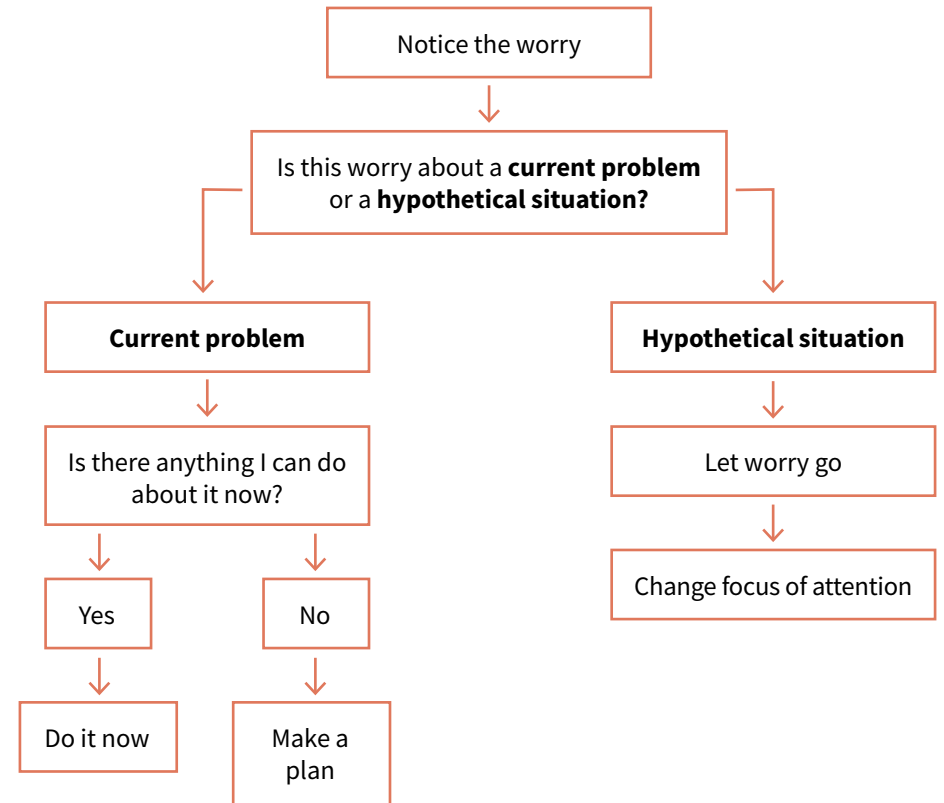 Notice the worry
Is this worry about a current problem
or a hypothetical situation?
Current problem
Hypothetical situation
Is there anything I can do
about it now?
Let worry go
Change focus of attention
Yes
No
Do it now
Make a
plan